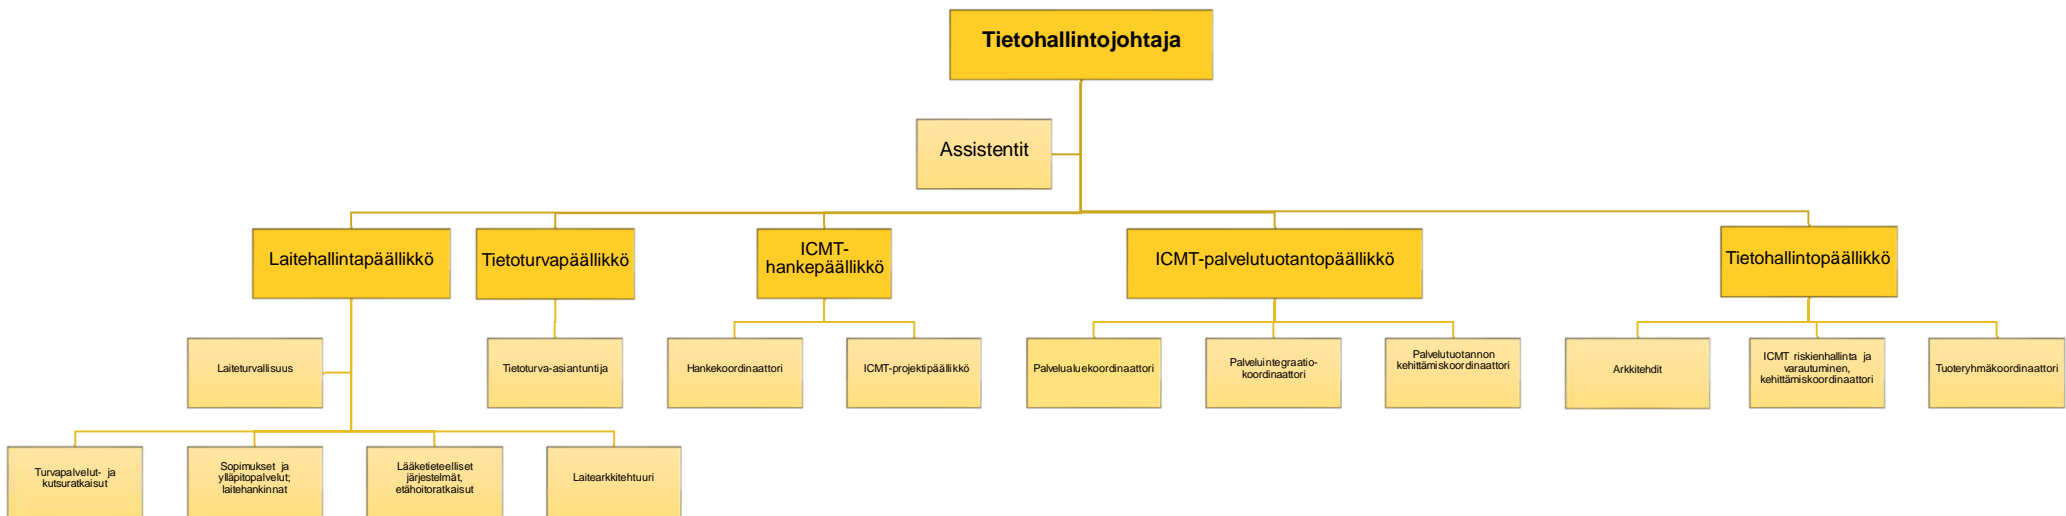 Tietohallintojohtaja
Assistentit
Laitehallintapäällikkö
Tietoturvapäällikkö
ICMT-
hankepäällikkö
ICMT-palvelutuotantopäällikkö
Tietohallintopäällikkö
Laiteturvallisuus
Tietoturva-asiantuntija
Hankekoordinaattori
ICMT-projektipäällikkö
Palvelualuekoordinaattori
Palveluintegraatio-
koordinaattori
Palvelutuotannon
kehittämiskoordinaattori
Arkkitehdit
ICMT riskienhallinta ja
varautuminen,
kehittämiskoordinaattori
Tuoteryhmäkoordinaattori
Turvapalvelut- ja
kutsuratkaisut
Sopimukset ja
ylläpitopalvelut;
laitehankinnat
Lääketieteelliset
järjestelmät,
etähoitoratkaisut
Laitearkkitehtuuri